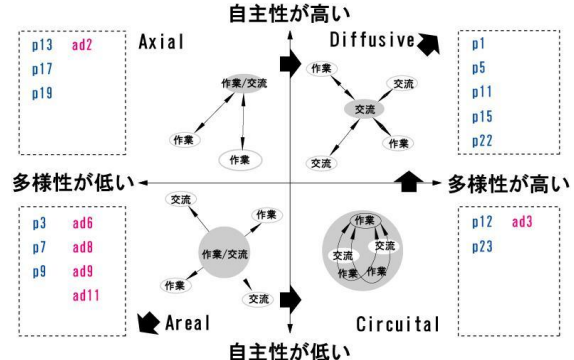 自主性が高い
p13 ad2
p17
p19
Axial
作業/交流
作業
作業
Diffusive
作業
交流
交流
作業
交流
p1
p5
p11
p15
p22
多様性が低い
多様性が高い
p3 ad6
p7 ad8
p9 ad9
ad11
交流
作業
作業/交流
作業
交流
Areal
作業
交流
交流
作業
作業
Circuital
p12 ad3
p23
自主性が低い